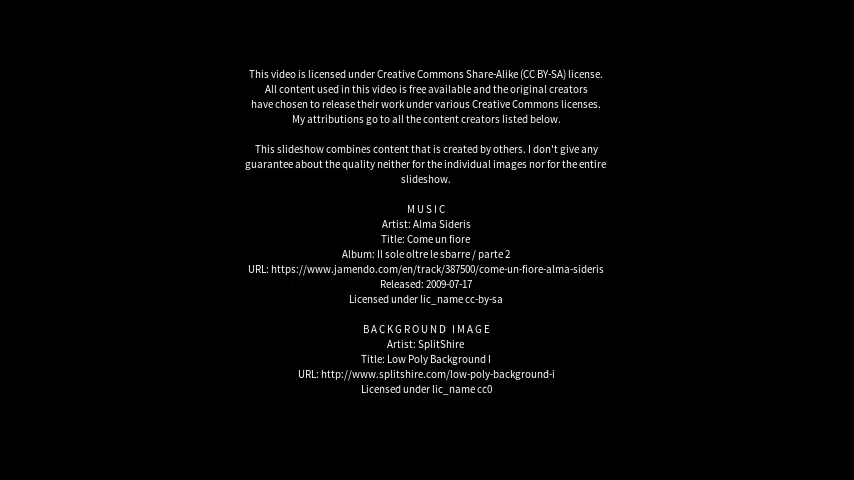 This video is licensed under Creative Commons Share-Alike (CC BY-SA) license.
All content used in this video is free available and the original creators
have chosen to release their work under various Creative Commons licenses.
My attributions go to all the content creators listed below.
This slideshow combines content that is created by others. I don't give any
guarantee about the quality neither for the individual images nor for the entire
slideshow.
MUSIC
Artist: Alma Sideris
Title: Come un fiore
Album: Il sole oltre le sbarre / parte 2
URL: https://www.jamendo.com/en/track/387500/come-un-fiore-alma-sideris
Released: 2009-07-17
Licensed under lic_name cc-by-sa
BACKGROUND IMAGE
Artist: SplitShire
Title: Low Poly Background I
URL: http://www.splitshire.com/low-poly-background-i
Licensed under lic_name cc0